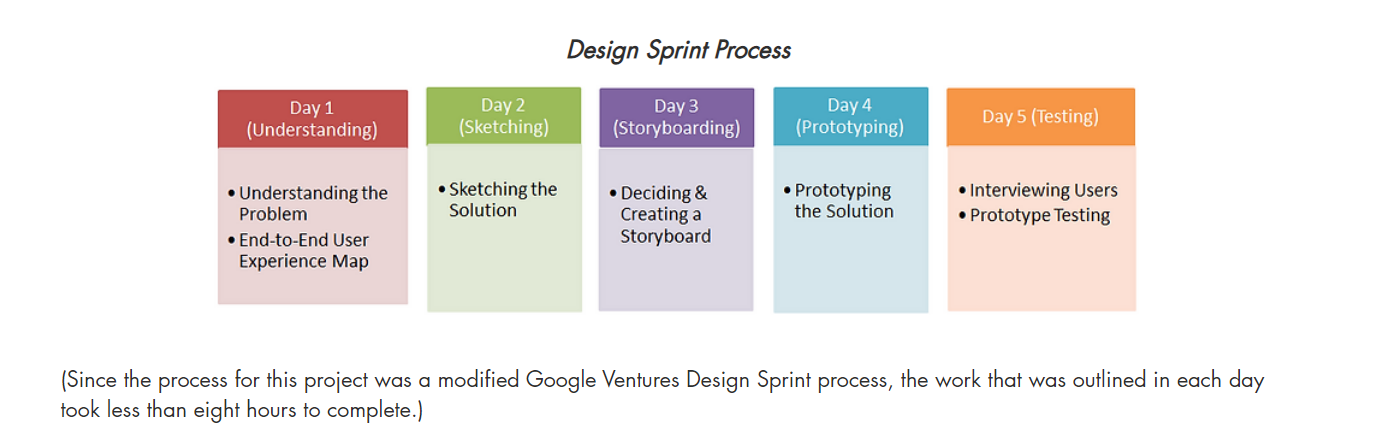 Design Sprint Process
Day 1
(Understanding)
• Understanding the
Problem
• End-to-End User
Experience Map
Day 2
(Sketching)
• Sketching the
Solution
Day 3
(Storyboarding)
• Deciding &
Creating a
Storyboard
Day 4
(Prototyping)
• Prototyping
the Solution
Day 5 (Testing)
• Interviewing Users
• Prototype Testing
(Since the process for this project was a modified Google Ventures Design Sprint process, the work that was outlined in each day
took less than eight hours to complete.)